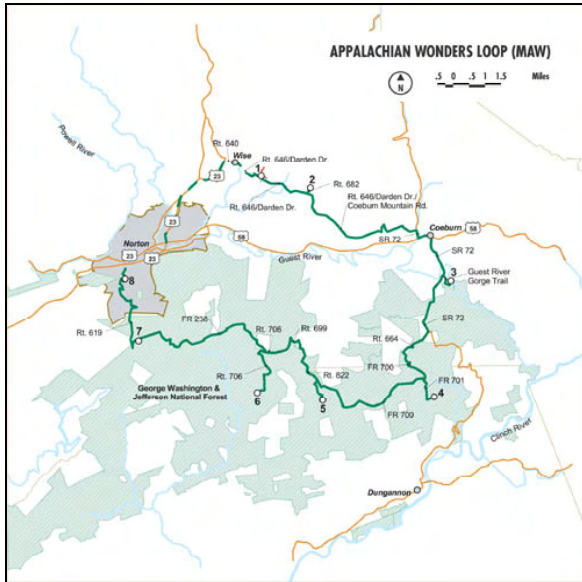 APPALACHIAN WONDERS LOOP (MAW)
N
.5 0 .5 1 1.5 Miles
Powell River
Rt. 640
Wise
1
Rt. 646/Darden Dr.
23
2
Rt. 682
Rt. 646/Darden Dr.
Rt. 646/Darden Dr./
Coeburn Mountain Rd.
23
Norton
58
23
23
Coeburn
58
SR 72
SR 72
Guest River
8
3
Guest River
Gorge Trail
SR 72
Rt. 619
7
FR 238
Rt. 706
Rt. 699
Rt. 664
Rt. 706
Rt. 822
FR 700
FR 701
George Washington &
Jefferson National Forest
6
5
4
FR 700
Clinch River
Dungannon